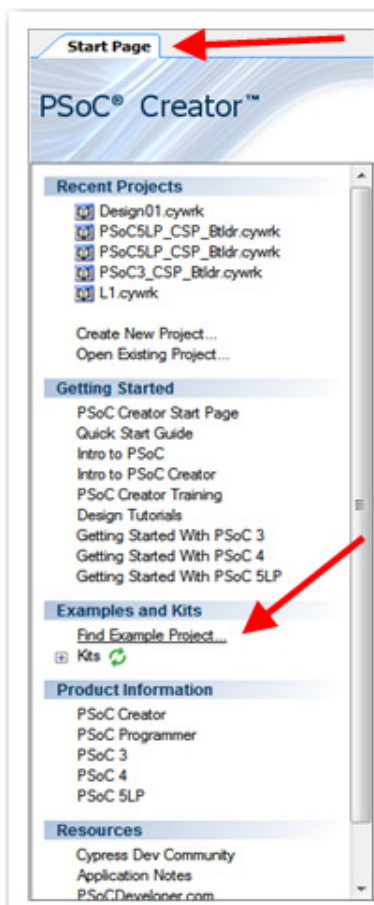 Start Page
PSoC® Creator™
Recent Projects
Design01.cywrk
PSoC5LP_CSP_Btldr.cywrk
PSoC5LP_CSP_Btldr.cywrk
PSoC3_CSP_Btldr.cywrk
L1.cywrk
Create New Project...
Open Existing Project...
Getting Started
PSoC Creator Start Page
Quick Start Guide
Intro to PSoC
Intro to PSoC Creator
PSoC Creator Training
Design Tutorials
Getting Started With PSoC 3
Getting Started With PSoC 4
Getting Started With PSoC 5LP
Examples and Kits
Find Example Project...
Kits
Product Information
PSoC Creator
PSoC Programmer
PSoC 3
PSoC 4
PSoC 5LP
Resources
Cypress Dev Community
Application Notes
PSoCDeveloper.com